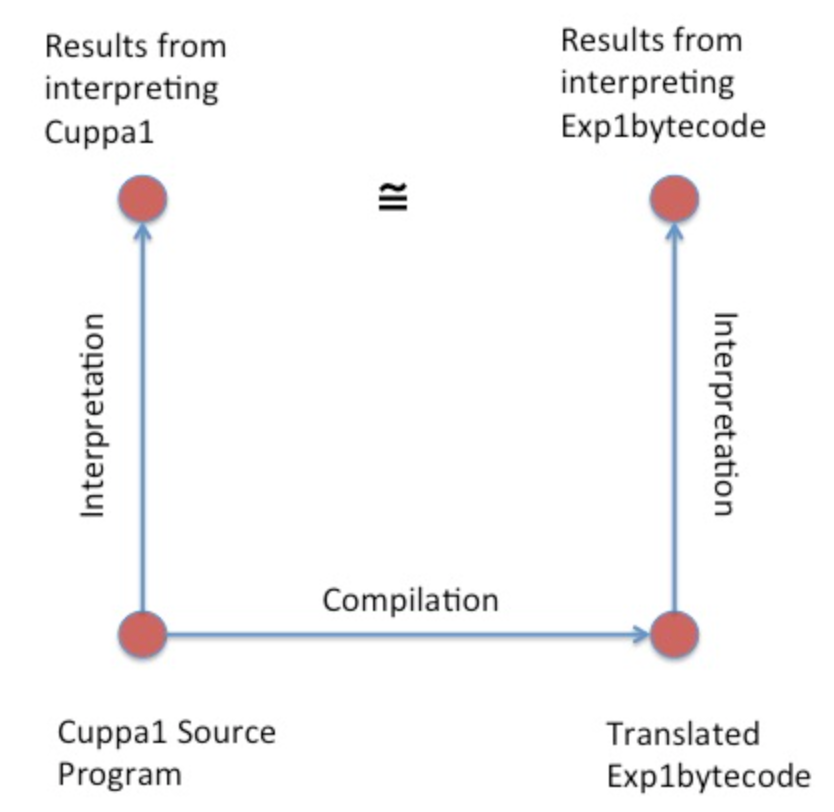 Results from
interpreting
Cuppa1
Results from
interpreting
Exp1bytecode
≅
Interpretation
Interpretation
Compilation
Cuppa1 Source
Program
Translated
Exp1bytecode